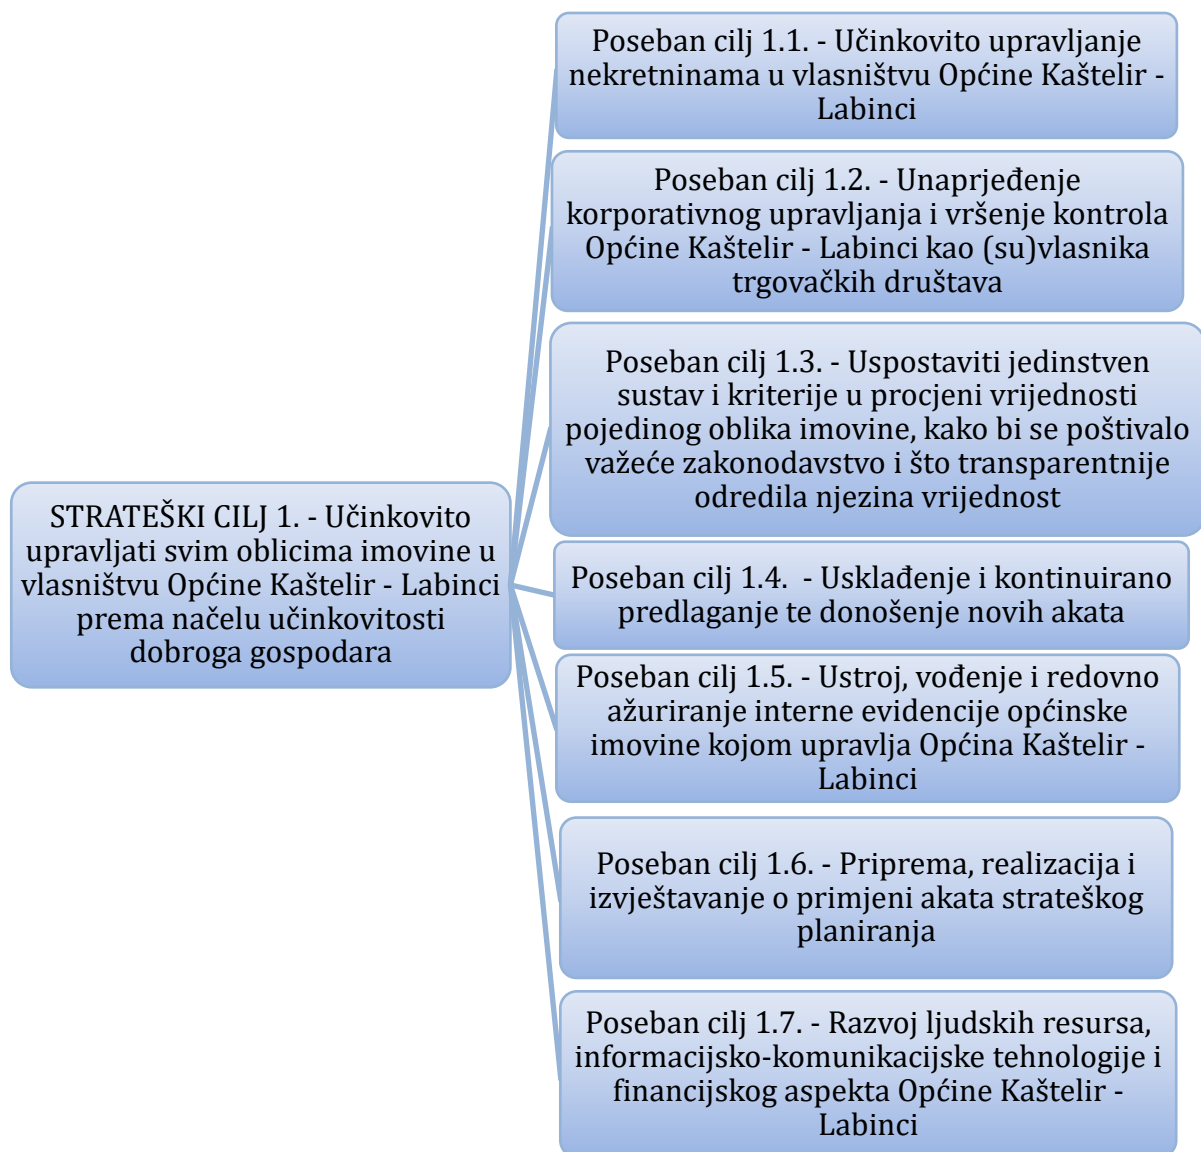 STRATEŠKI CILJ 1. - Učinkovito
upravljati svim oblicima imovine u
vlasništvu Općine Kaštelir - Labinci
prema načelu učinkovitosti
dobroga gospodara
Poseban cilj 1.1. - Učinkovito upravljanje
nekretninama u vlasništvu Općine Kaštelir -
Labinci
Poseban cilj 1.2. - Unaprjeđenje
korporativnog upravljanja i vršenje kontrola
Općine Kaštelir - Labinci kao (su)vlasnika
trgovačkih društava
Poseban cilj 1.3. - Uspostaviti jedinstven
sustav i kriterije u procjeni vrijednosti
pojedinog oblika imovine, kako bi se poštivalo
važeće zakonodavstvo i što transparentnije
odredila njezina vrijednost
Poseban cilj 1.4.  - Usklađenje i kontinuirano
predlaganje te donošenje novih akata
Poseban cilj 1.5. - Ustroj, vođenje i redovno
ažuriranje interne evidencije općinske
imovine kojom upravlja Općina Kaštelir -
Labinci
Poseban cilj 1.6. - Priprema, realizacija i
izvještavanje o primjeni akata strateškog
planiranja
Poseban cilj 1.7. - Razvoj ljudskih resursa,
informacijsko-komunikacijske tehnologije i
financijskog aspekta Općine Kaštelir -
Labinci